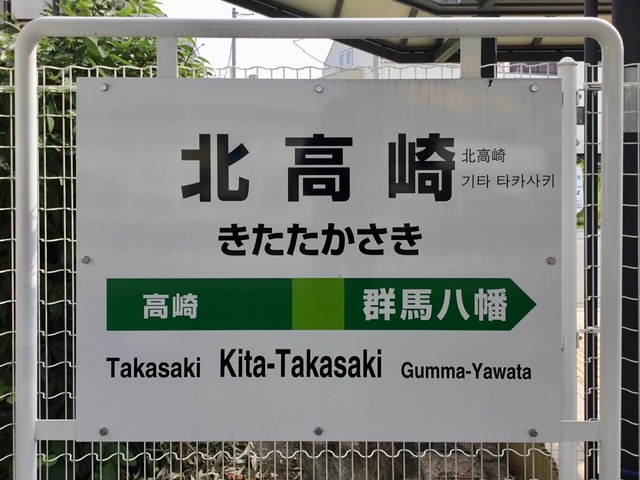 北高崎
北高崎
기타 타카사키
きたたかさき
高崎 群馬八幡
Takasaki Kita-Takasaki Gumma-Yawata